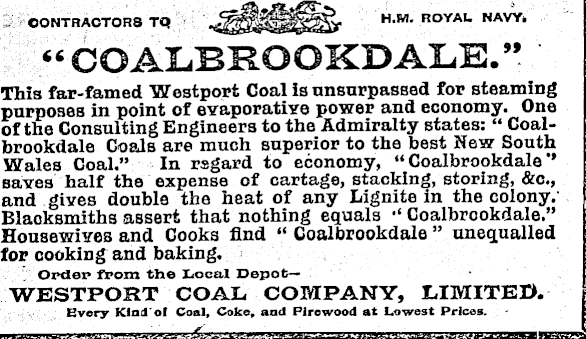 CONTRACTORS TO H.M. ROYAL NAVY.
"COALBROOKDALE."
This far-famed Westport Coal is unsurpassed for steaming
purposes in point of evaporative power and economy. One
of the Consulting Engineers to the Admiralty states: "Coal-
brookdale Coals are much superior to the best New South
Wales Coal." In regard to economy, "Coalbrookdale"
saves half the expense of cartage, stacking, storing, &c.,
and gives double the heat of any Lignite in the colony.
Blacksmiths assert that nothing equals "Coalbrookdale."
Housewives and Cooks find "Coalbrookdale" unequalled
for cooking and baking.
Order from the Local Depot—
WESTPORT COAL COMPANY, LIMITED.
Every Kind of Coal, Coke, and Firewood at Lowest Prices.